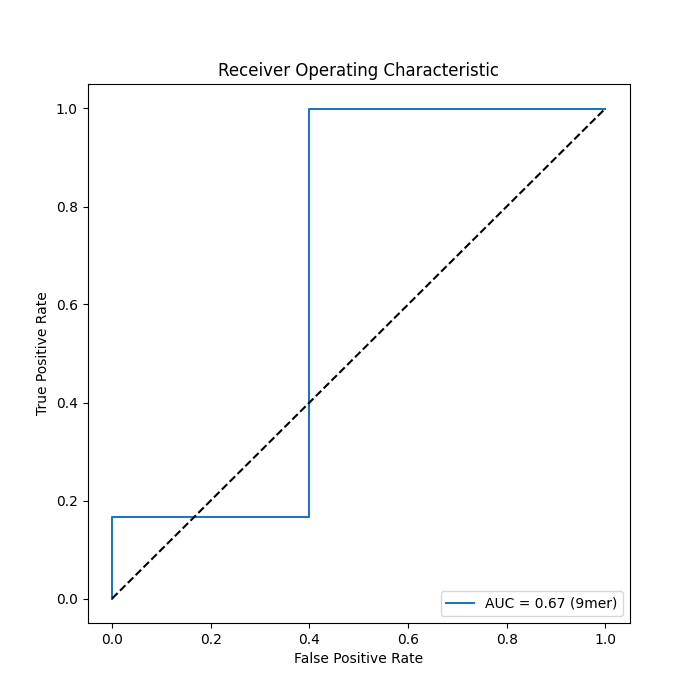 Receiver Operating Characteristic
True Positive Rate
1.0
0.8
0.6
0.4
0.2
0.0
AUC = 0.67 (9mer)
0.0 0.2 0.4 0.6 0.8 1.0
False Positive Rate